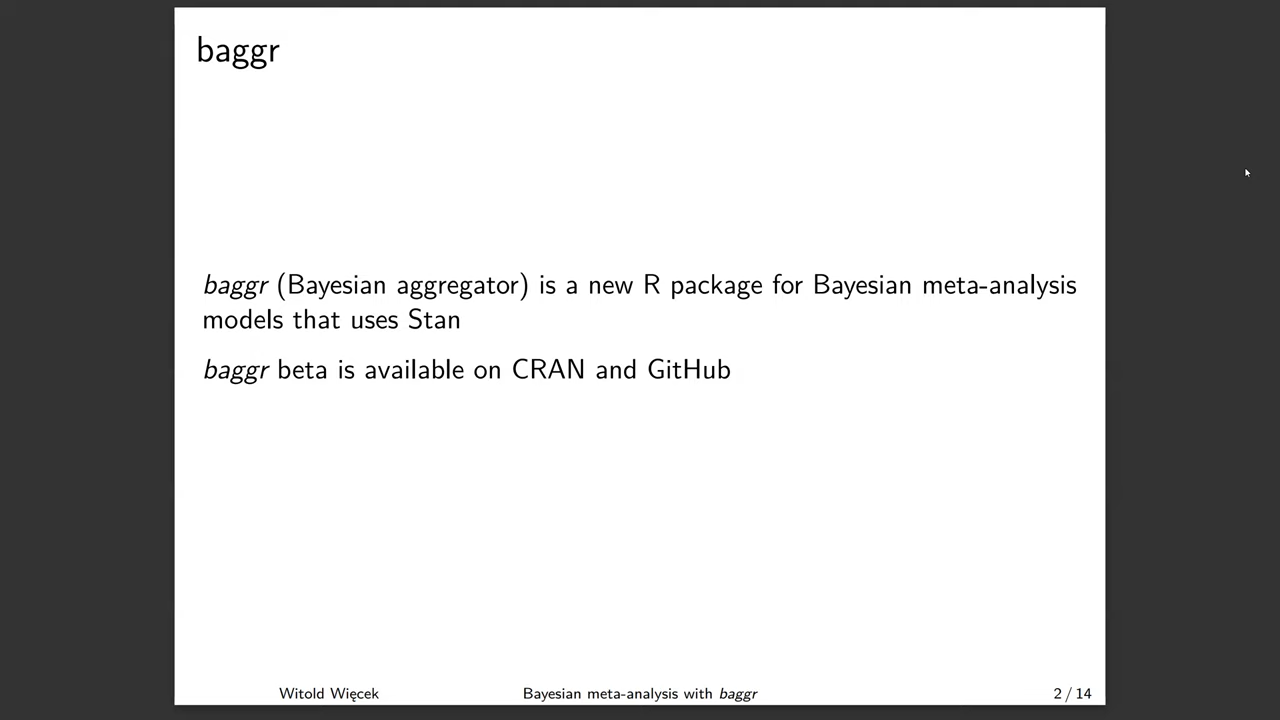 baggr
baggr (Bayesian aggregator) is a new R package for Bayesian meta-analysis
models that uses Stan
baggr beta is available on CRAN and GitHub
Witold Więcek
Bayesian meta-analysis with baggr
2 / 14